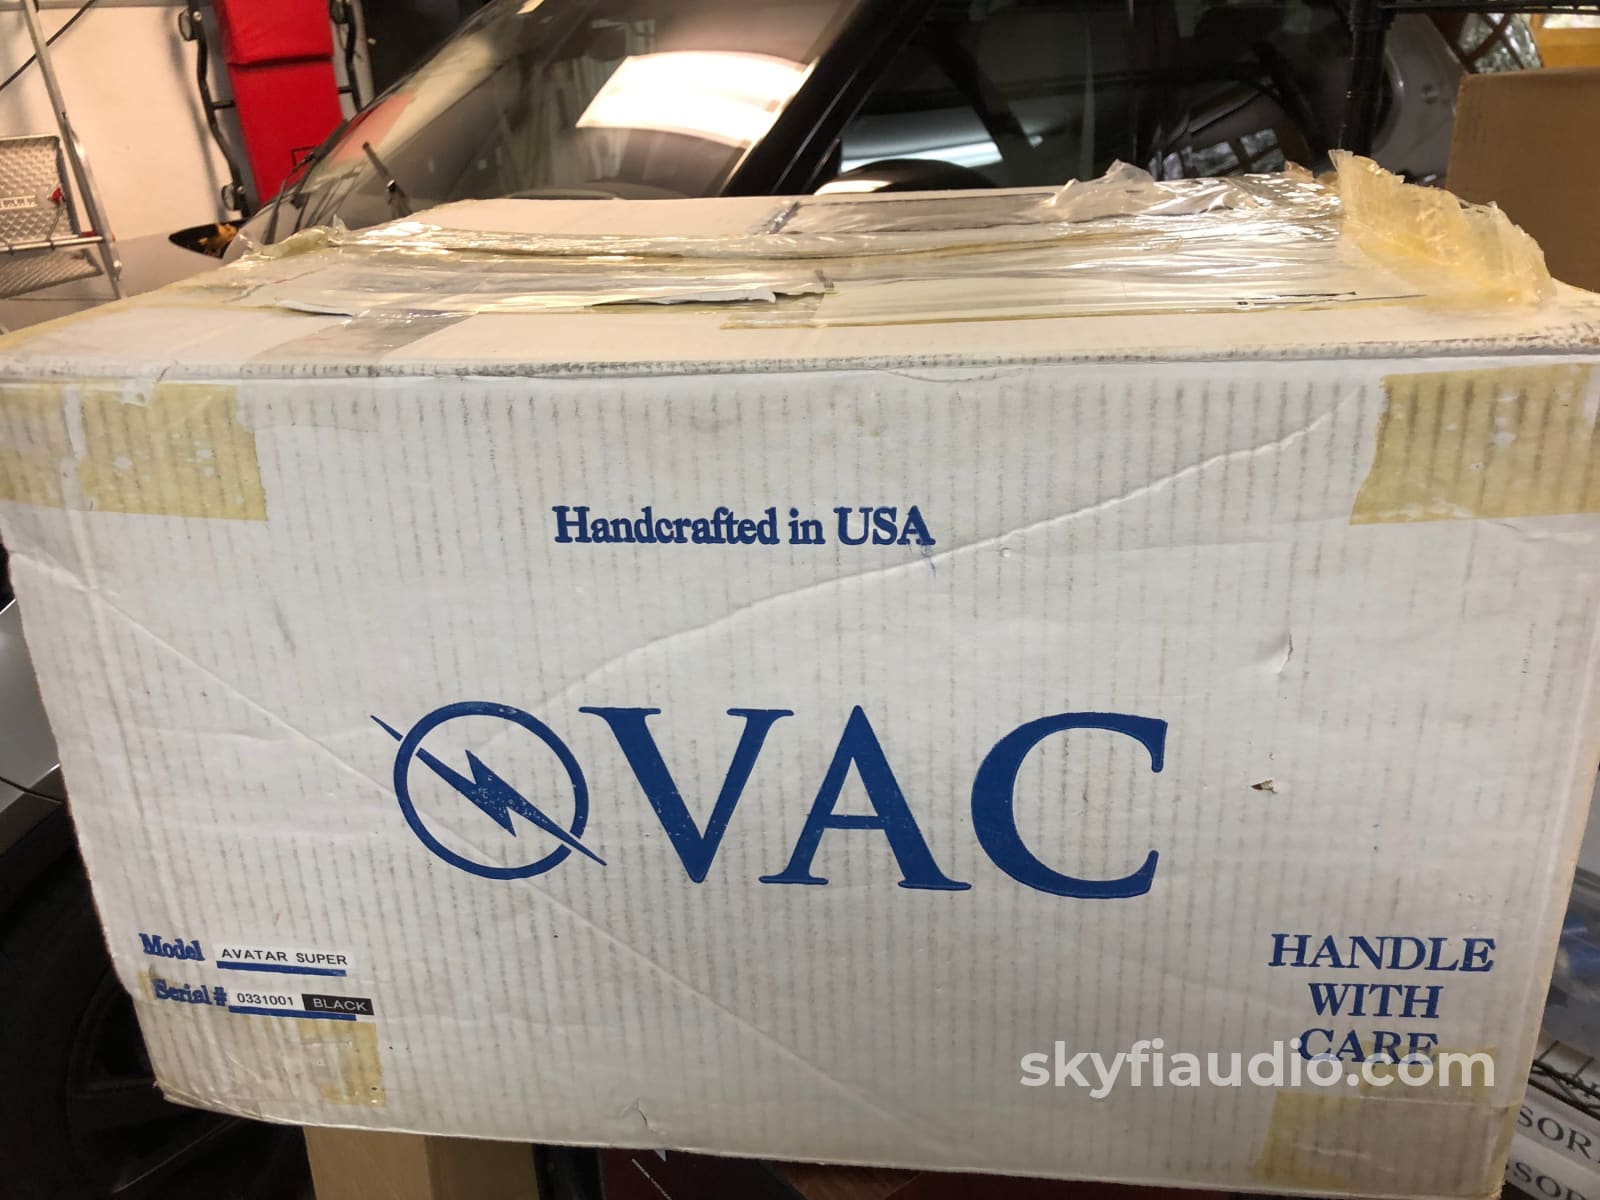 Handcrafted in USA
VAC
Model AVATAR SUPER
Serial # 0331001 BLACK
HANDLE
WITH
CARE
skyfiaudio.com